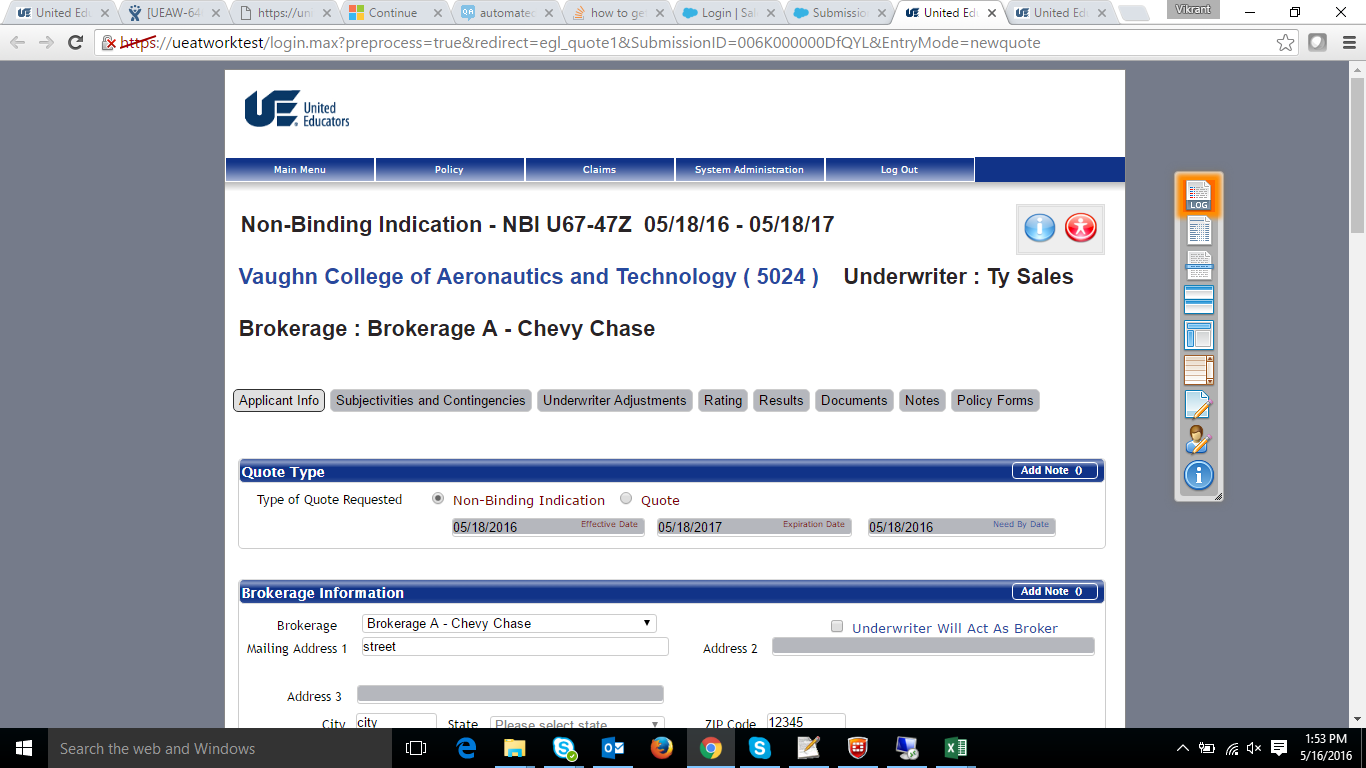 United Ed
[UEAW-64
https://un
Continue
automatec
how to ge
Login | Sa
Submissio
United Ed
United Ed
Vikrant
https://ueatworktest/login.max?preprocess=true&redirect=egl_quote1&SubmissionID=006K000000DfQYL&EntryMode=newquote
UE United Educators
Main Menu Policy Claims System Administration Log Out
Non-Binding Indication - NBI U67-47Z 05/18/16 - 05/18/17
Vaughn College of Aeronautics and Technology ( 5024 ) Underwriter : Ty Sales
Brokerage : Brokerage A - Chevy Chase
LOG
Applicant Info Subjectivities and Contingencies Underwriter Adjustments Rating Results Documents Notes Policy Forms
Quote Type Add Note ()
Type of Quote Requested Non-Binding Indication Quote
05/18/2016 Effective Date 05/18/2017 Expiration Date 05/18/2016 Need By Date
Brokerage Information Add Note ()
Brokerage Brokerage A - Chevy Chase Underwriter Will Act As Broker
Mailing Address 1 street Address 2
Address 3
City city State Please select state ZIP Code 12345
Search the web and Windows
1:53 PM
5/16/2016